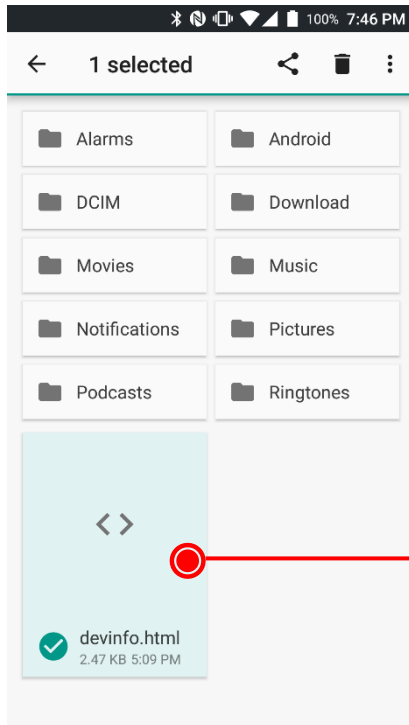 100% 7:46 PM
1 selected
Alarms
Android
DCIM
Download
Movies
Music
Notifications
Pictures
Podcasts
Ringtones
devinfo.html
2.47 KB 5:09 PM